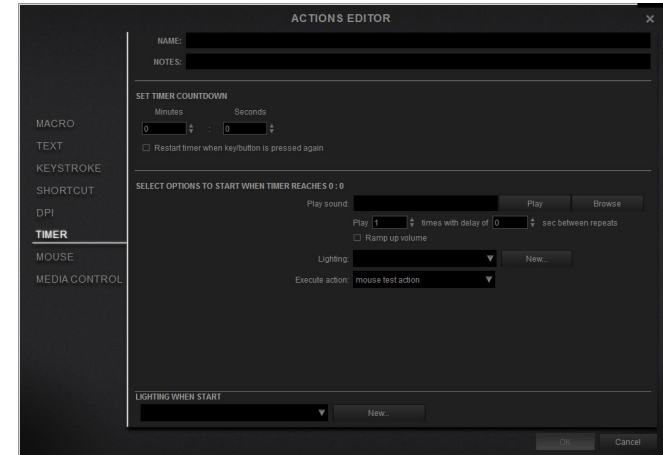 ACTIONS EDITOR
NAME:
NOTES:
SET TIMER COUNTDOWN
Minutes Seconds
0 : 0
Restart timer when key/button is pressed again
MACRO
TEXT
KEYSTROKE
SHORTCUT
DPI
TIMER
MOUSE
MEDIA CONTROL
SELECT OPTIONS TO START WHEN TIMER REACHES 0 : 0
Play sound: Play Browse
Play 1 times with delay of 0 sec between repeats
Ramp up volume
Lighting: New...
Execute action: mouse test action
LIGHTING WHEN START
New...
OK Cancel